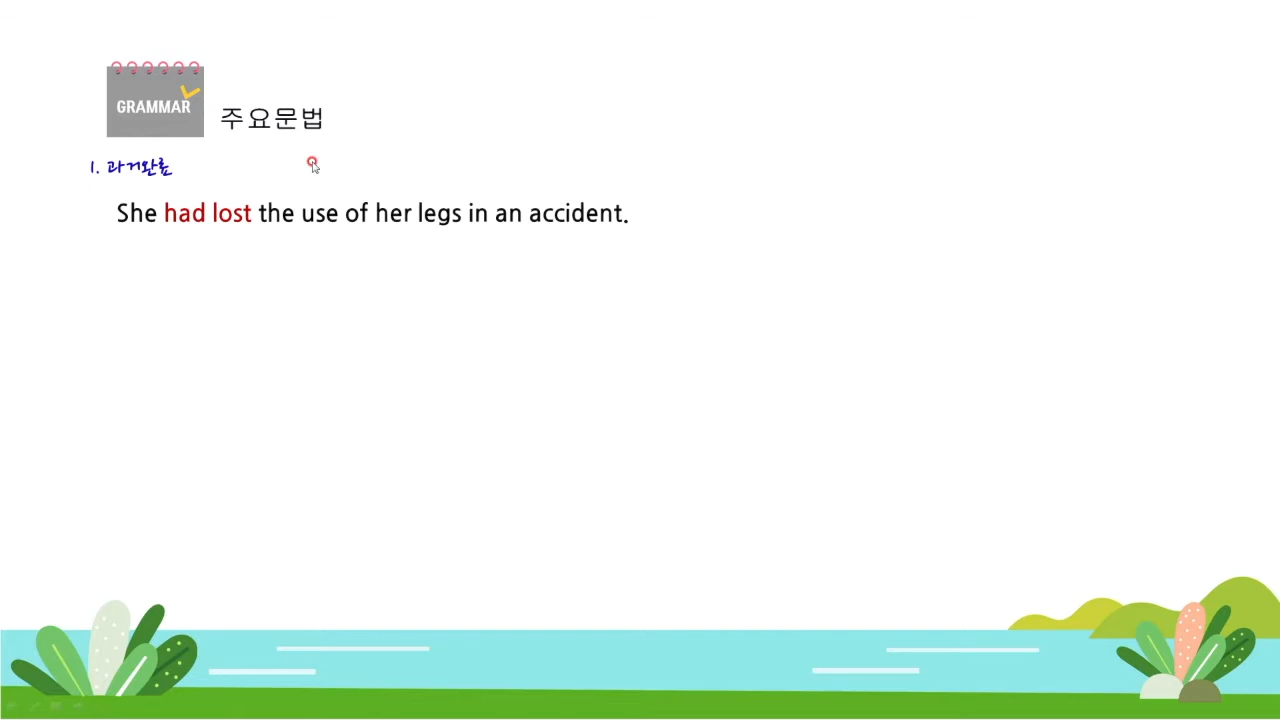 GRAMMAR
주요문법
1. 과거완료
She had lost the use of her legs in an accident.